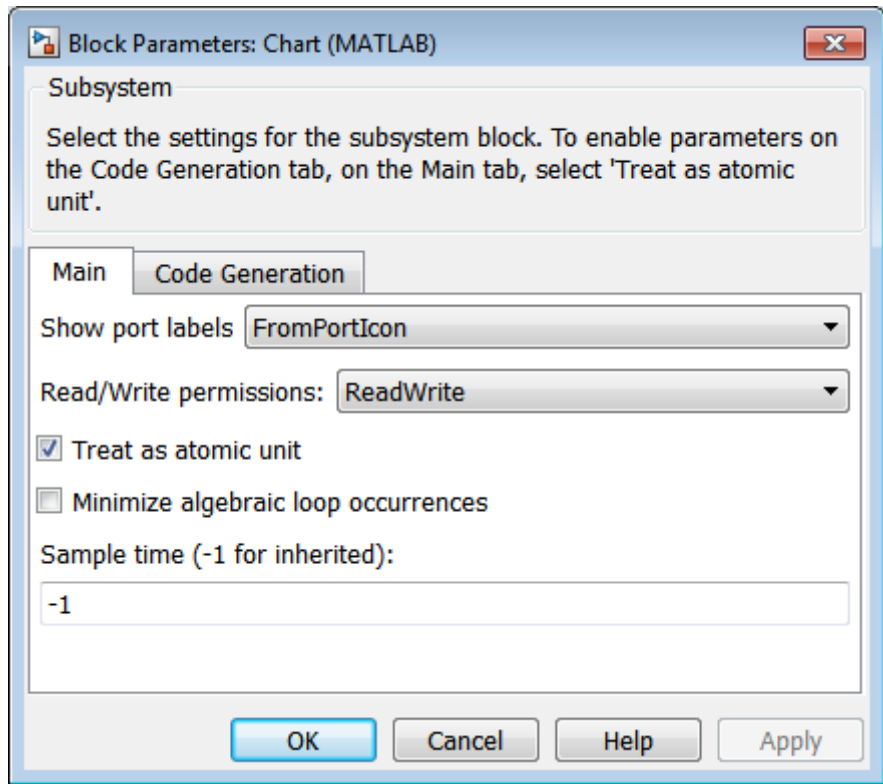 Block Parameters: Chart (MATLAB)
Subsystem
Select the settings for the subsystem block. To enable parameters on
the Code Generation tab, on the Main tab, select 'Treat as atomic
unit'.
Main Code Generation
Show port labels FromPortIcon
Read/Write permissions: ReadWrite
Treat as atomic unit
Minimize algebraic loop occurrences
Sample time (-1 for inherited):
-1
OK Cancel Help Apply